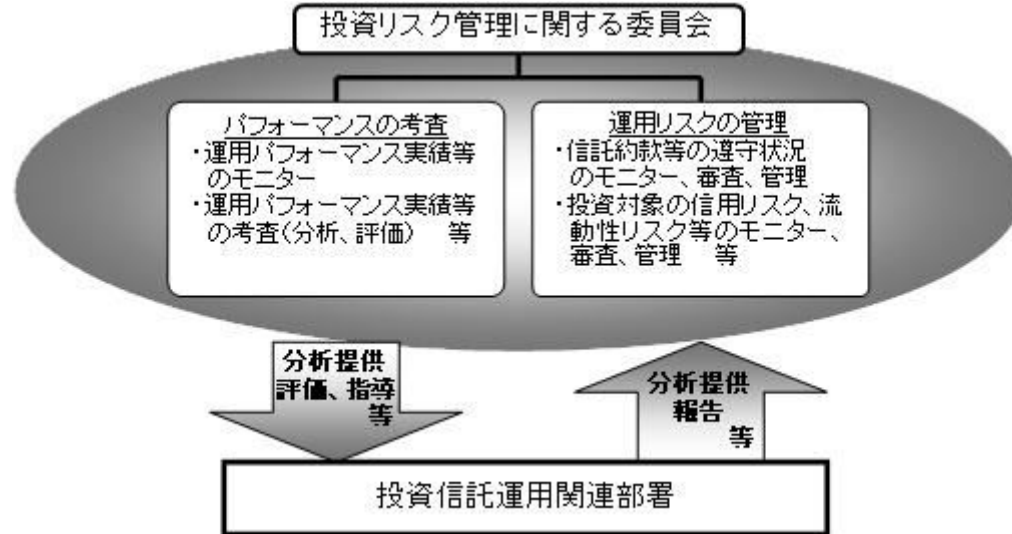 投資リスク管理に関する委員会
パフォーマンスの考査
・運用パフォーマンス実績等
のモニター
・運用パフォーマンス実績等
の考査(分析、評価) 等
運用リスクの管理
・信託約款等の遵守状況
のモニター、審査、管理
・投資対象の信用リスク、流
動性リスク等のモニター、
審査、管理 等
分析提供
評価、指導
等
分析提供
報告
等
投資信託運用関連部署